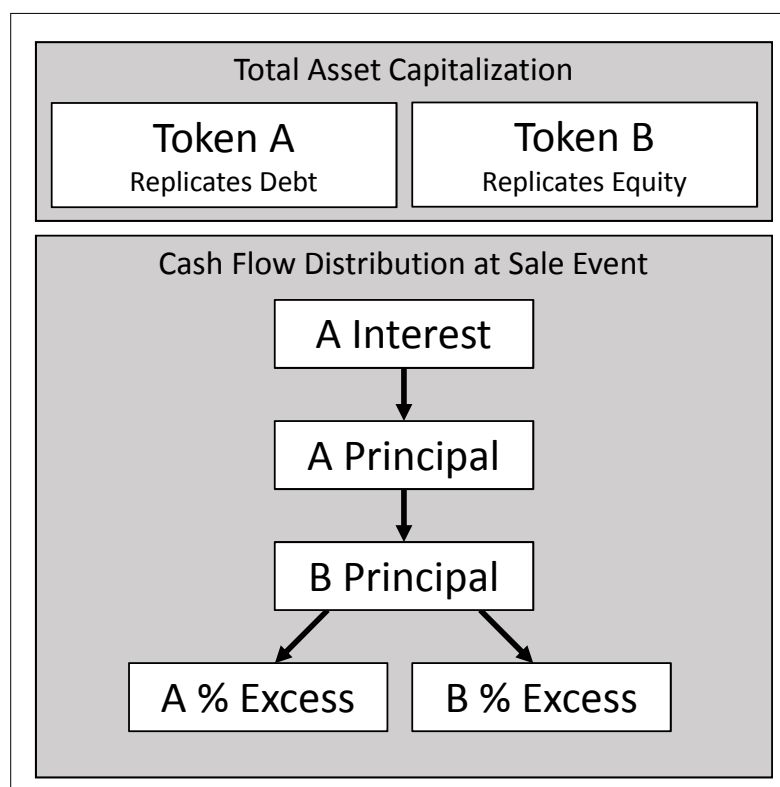 Total Asset Capitalization
Token A
Replicates Debt
Token B
Replicates Equity
Cash Flow Distribution at Sale Event
A Interest
A Principal
B Principal
A % Excess
B % Excess